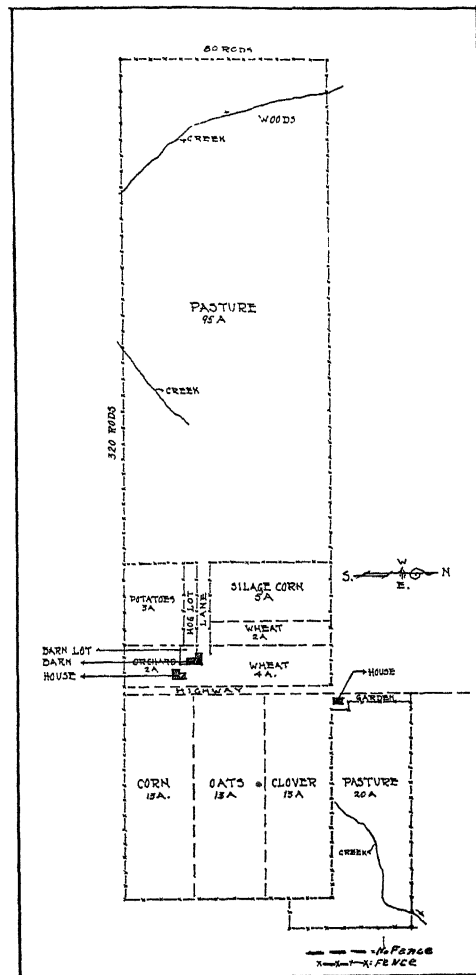 80 RODS
WOODS
CREEK
PASTURE
95 A
CREEK
320 RODS
W
S. N
E.
POTATOES
3A
HOG LOT
LANE
SILAGE CORN
5A
WHEAT
2A
BARN LOT
BARN
HOUSE
ORCHARD
2A
WHEAT
4A.
HIGHWAY
HOUSE
GARDEN
CORN
15A.
OATS
13A
CLOVER
13A
PASTURE
20A
CREEK
NO FENCE
FENCE